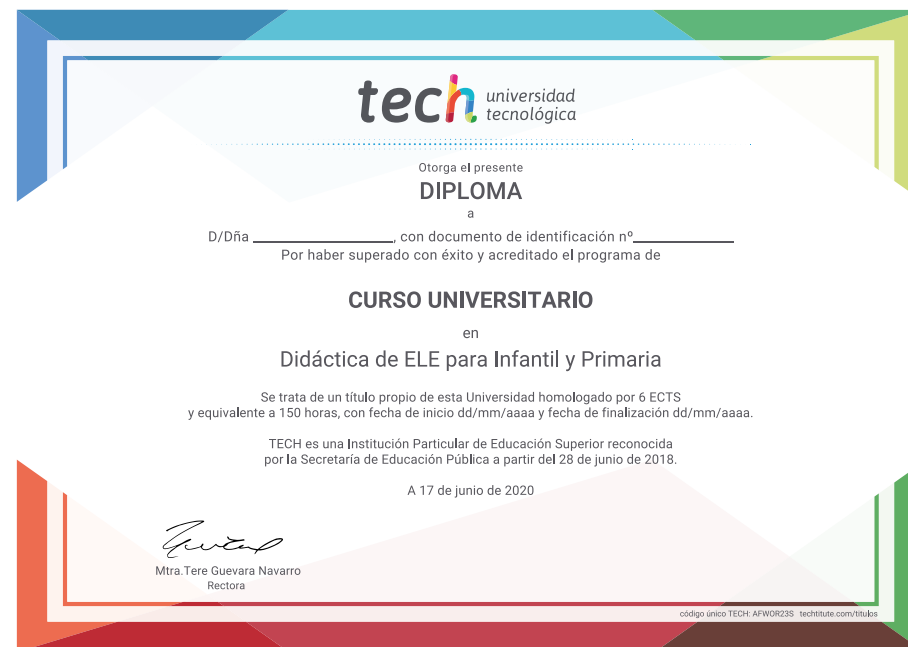 tech universidad
tecnológica
Otorga el presente
DIPLOMA
a
D/Dña ____________, con documento de identificación nº____________
Por haber superado con éxito y acreditado el programa de
CURSO UNIVERSITARIO
en
Didáctica de ELE para Infantil y Primaria
Se trata de un título propio de esta Universidad homologado por 6 ECTS
y equivalente a 150 horas, con fecha de inicio dd/mm/aaaa y fecha de finalización dd/mm/aaaa.
TECH es una Institución Particular de Educación Superior reconocida
por la Secretaría de Educación Pública a partir del 28 de junio de 2018.
A 17 de junio de 2020
Mtra.Tere Guevara Navarro
Rectora
código único TECH: AFWOR23S techtitute.com/titulos